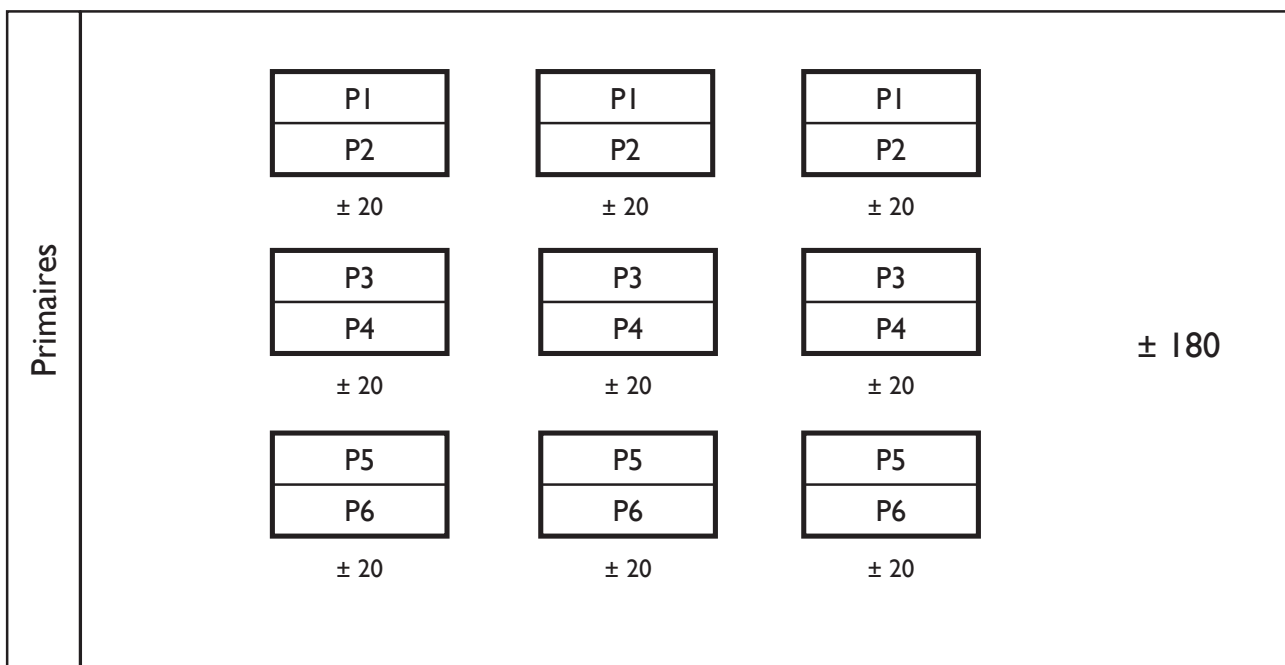 Primaires
P1 P1 P1
P2 P2 P2
± 20 ± 20 ± 20
P3 P3 P3
P4 P4 P4
± 180
± 20 ± 20 ± 20
P5 P5 P5
P6 P6 P6
± 20 ± 20 ± 20